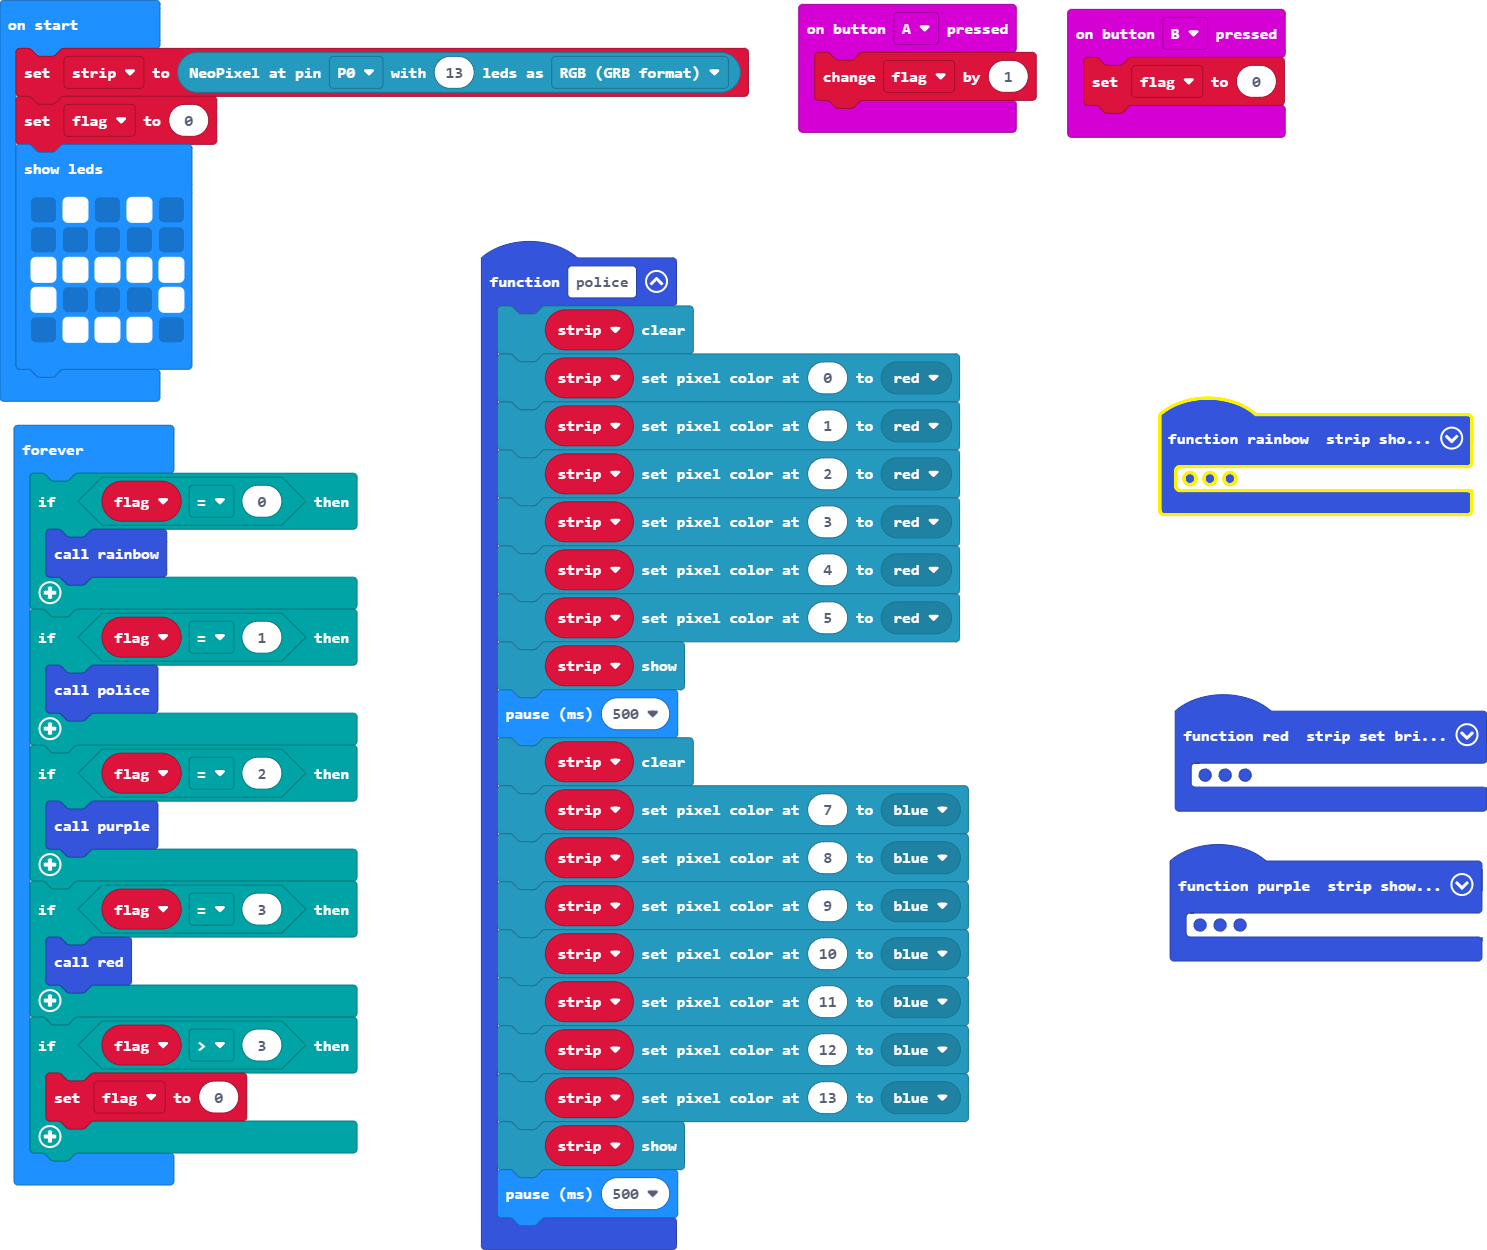 on start
set strip to NeoPixel at pin P0 with 13 leds as RGB (GRB format)
set flag to 0
show leds
forever
if flag = 0 then
call rainbow
if flag = 1 then
call police
if flag = 2 then
call purple
if flag = 3 then
call red
if flag > 3 then
set flag to 0
function police
strip clear
strip set pixel color at 0 to red
strip set pixel color at 1 to red
strip set pixel color at 2 to red
strip set pixel color at 3 to red
strip set pixel color at 4 to red
strip set pixel color at 5 to red
strip show
pause (ms) 500
strip clear
strip set pixel color at 7 to blue
strip set pixel color at 8 to blue
strip set pixel color at 9 to blue
strip set pixel color at 10 to blue
strip set pixel color at 11 to blue
strip set pixel color at 12 to blue
strip set pixel color at 13 to blue
strip show
pause (ms) 500
on button A pressed
change flag by 1
on button B pressed
set flag to 0
function rainbow strip sho...
function red strip set bri...
function purple strip show...